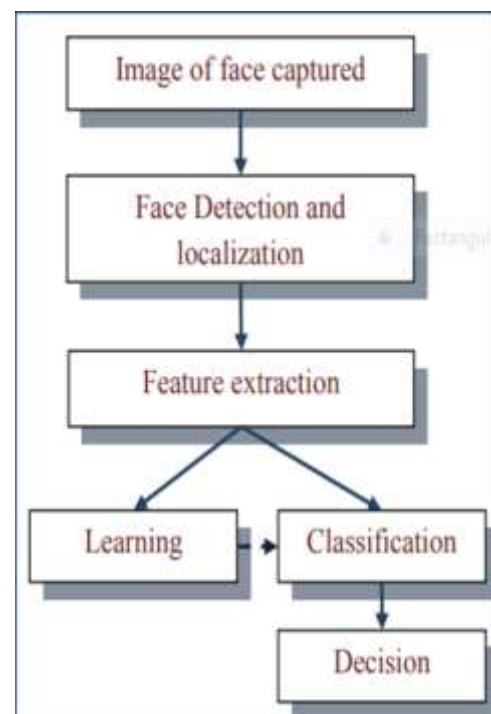 Image of face captured
Face Detection and
localization
Feature extraction
Learning
Classification
Decision